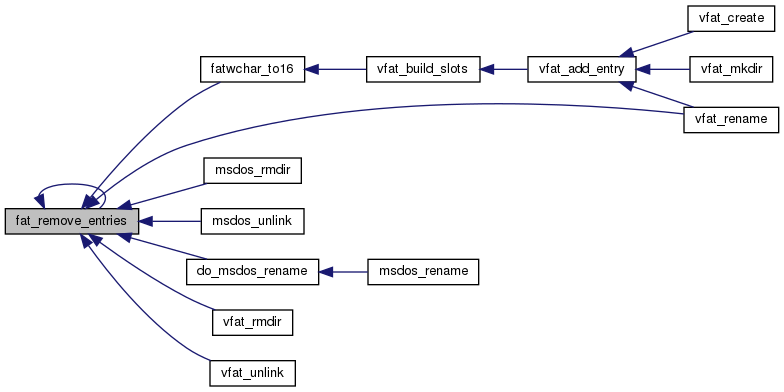 vfat_create
fatwchar_to16
vfat_build_slots
vfat_add_entry
vfat_mkdir
vfat_rename
msdos_rmdir
fat_remove_entries
msdos_unlink
do_msdos_rename
msdos_rename
vfat_rmdir
vfat_unlink